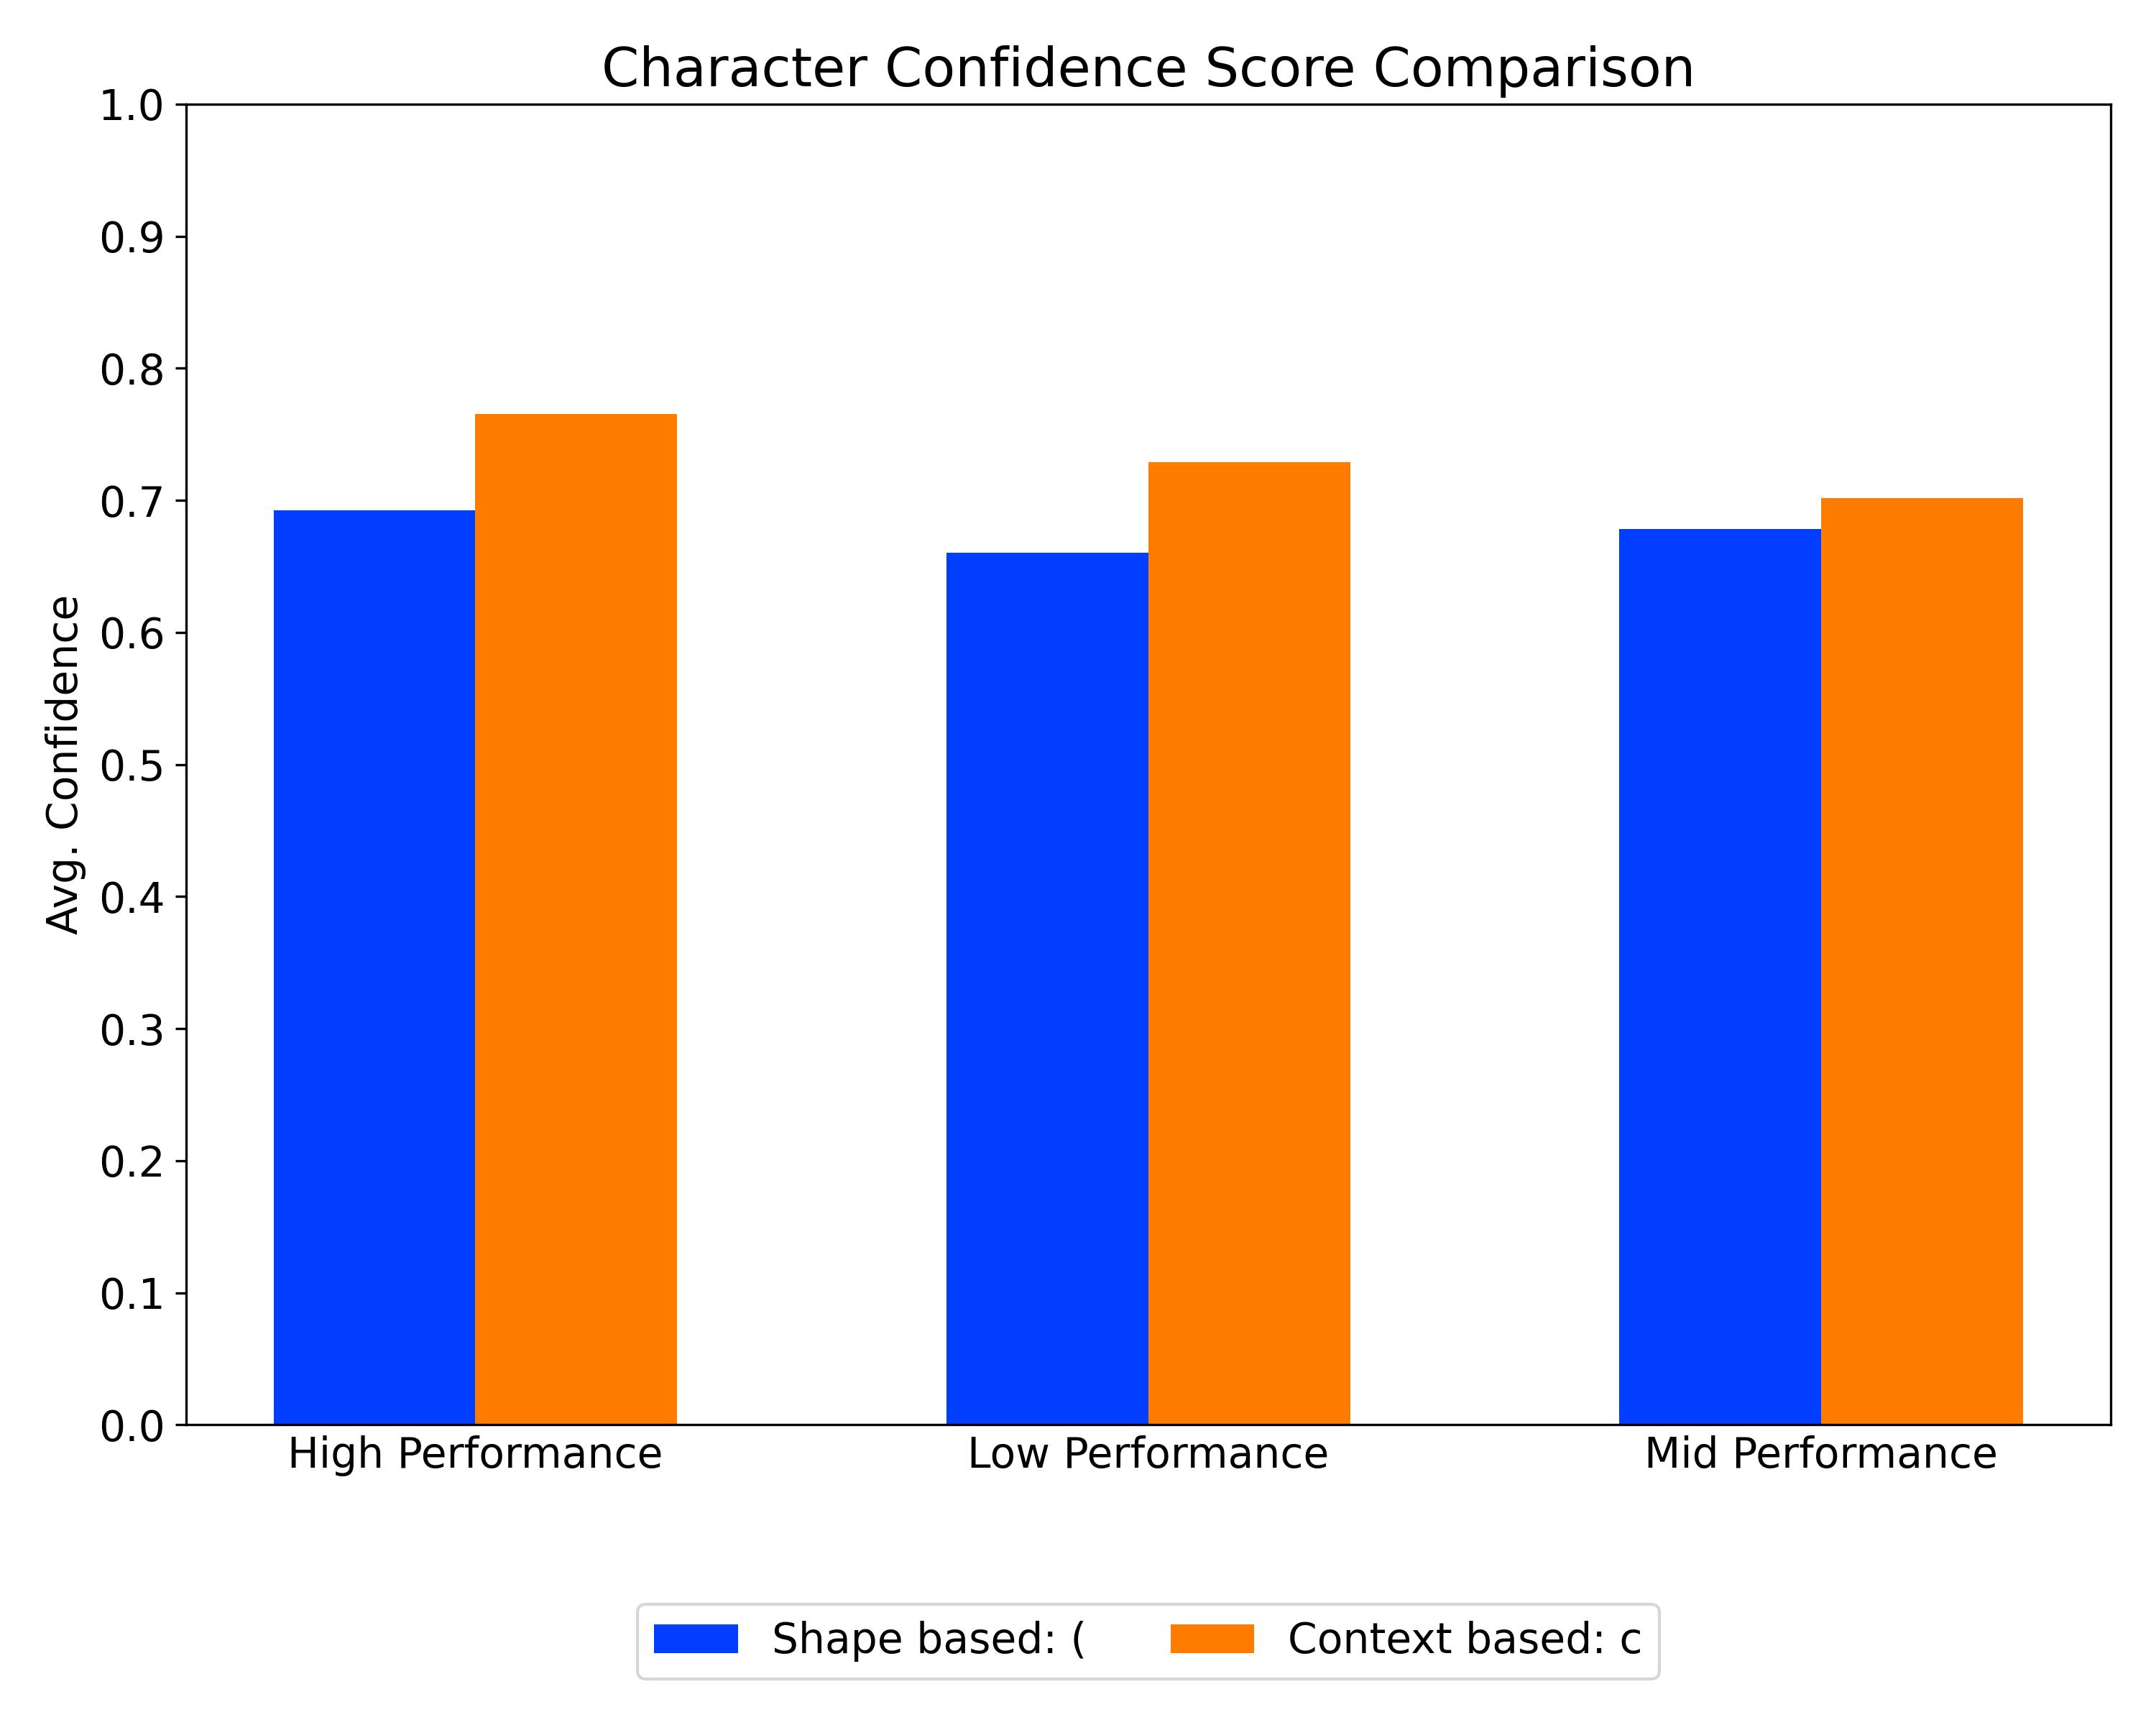 Character Confidence Score Comparison
1.0
0.9
0.8
0.7
0.6
0.5
0.4
0.3
0.2
0.1
0.0
Avg. Confidence
High Performance Low Performance Mid Performance
Shape based: ( Context based: c